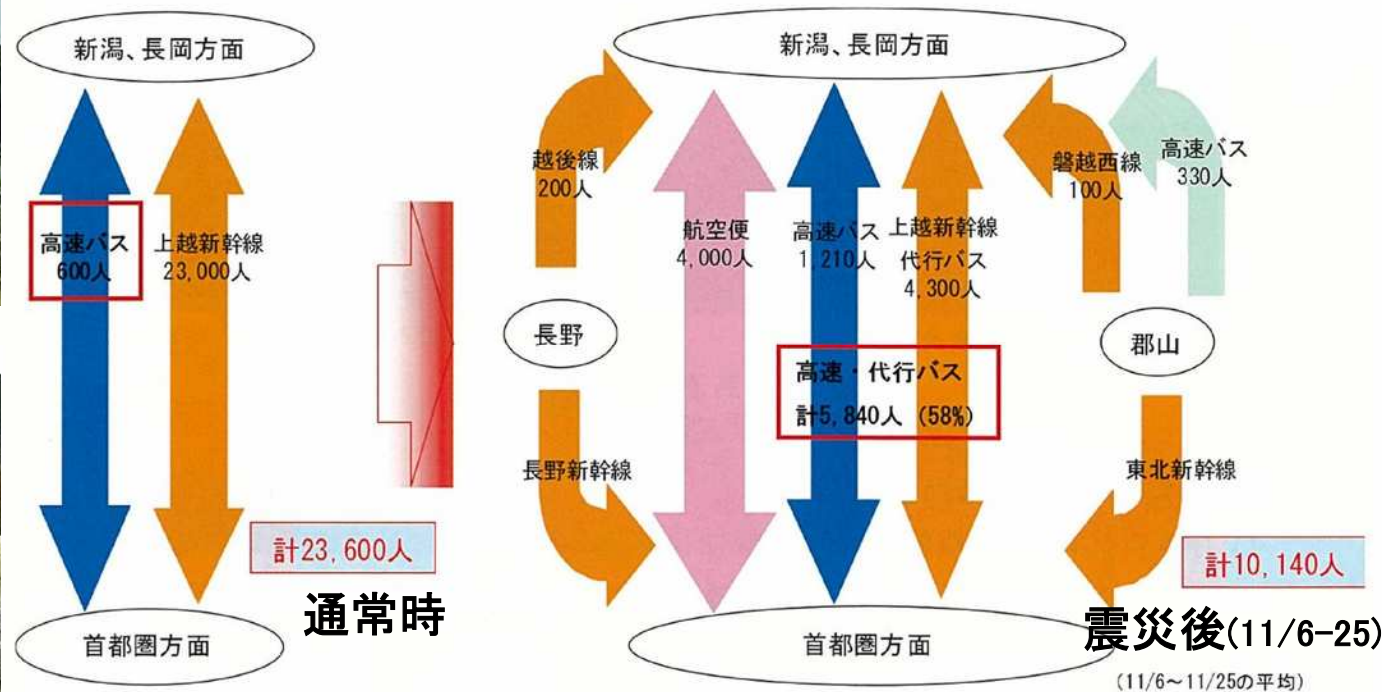 新潟、長岡方面
高速バス
600人
上越新幹線
23,000人
計23,600人
通常時
首都圏方面
新潟、長岡方面
越後線
200人
航空便
4,000人
高速バス
1,210人
上越新幹線
代行バス
4,300人
磐越西線
100人
高速バス
330人
長野
郡山
高速・代行バス
計5,840人 (58%)
長野新幹線
東北新幹線
計10,140人
首都圏方面
震災後(11/6-25)
(11/6～11/25の平均)